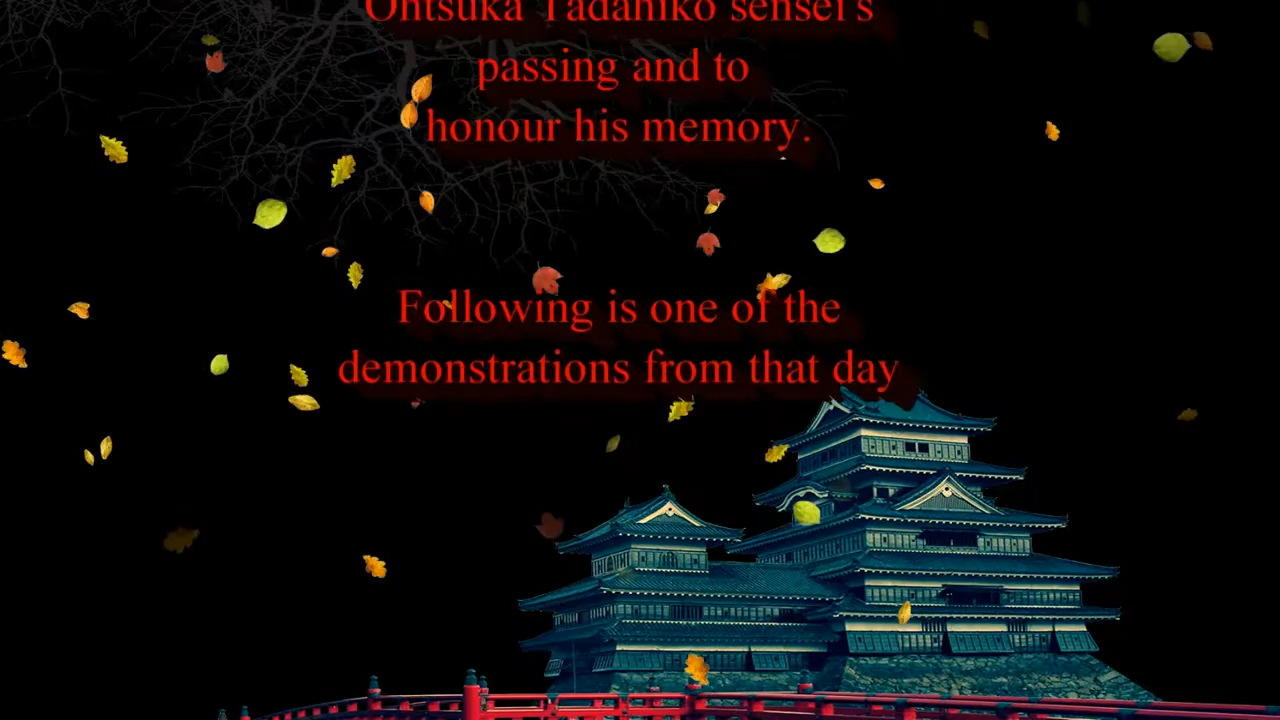 Ohtsuka Tadahiko sensei's
passing and to
honour his memory.
Following is one of the
demonstrations from that day